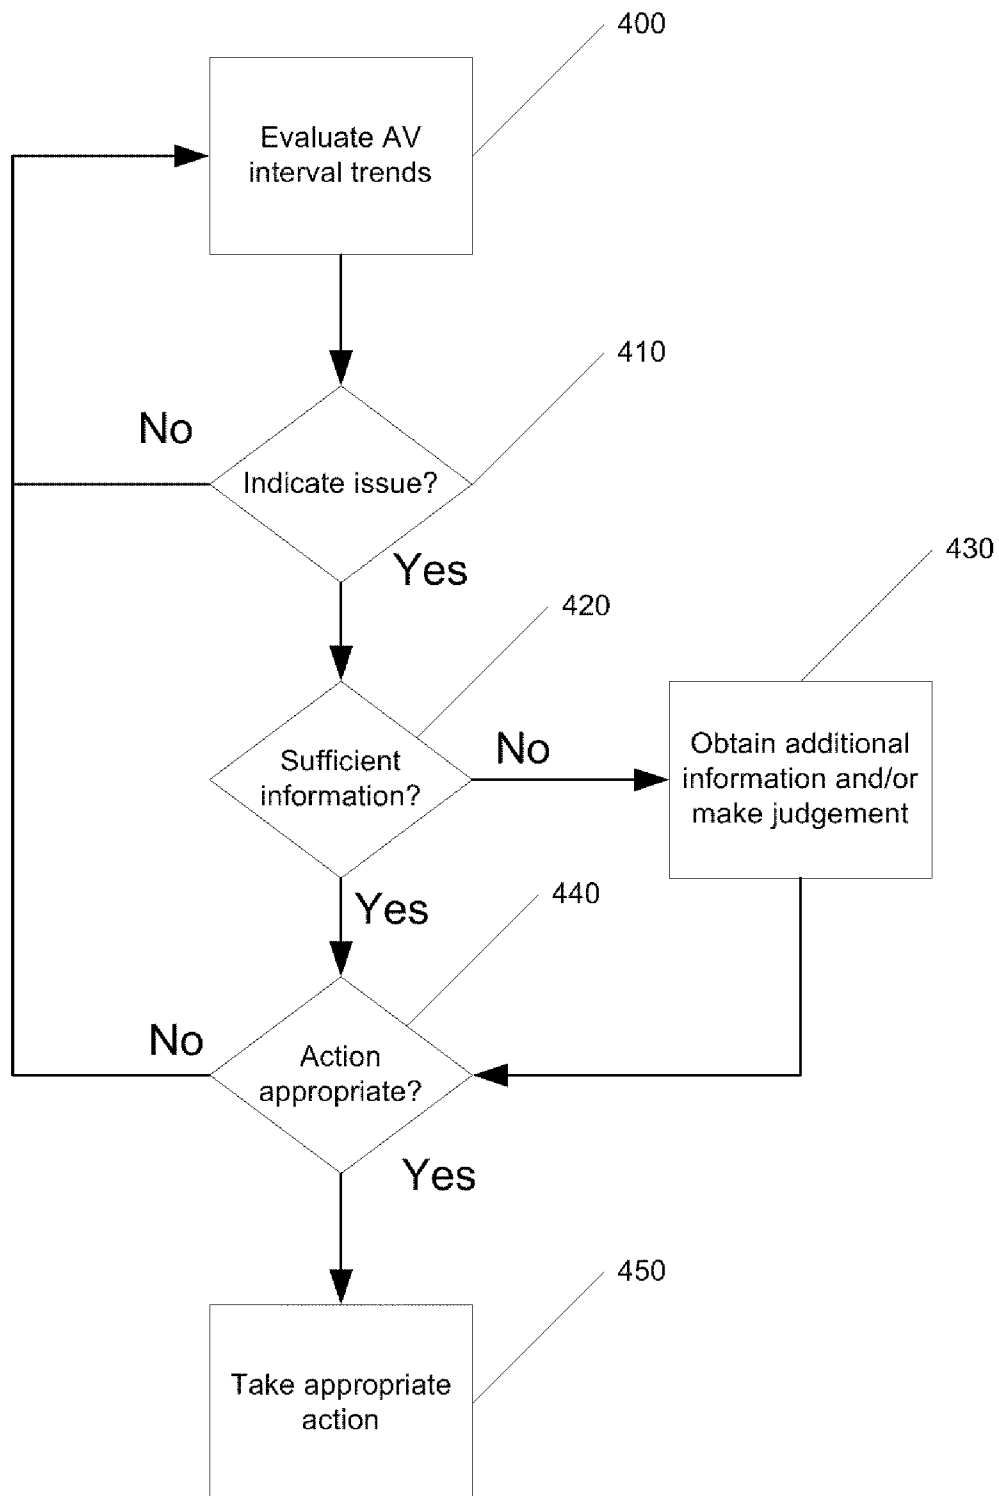 400
Evaluate AV
interval trends
410
No
Indicate issue?
Yes
430
420
Sufficient
information?
No
Obtain additional
information and/or
make judgement
Yes
440
No
Action
appropriate?
Yes
450
Take appropriate
action